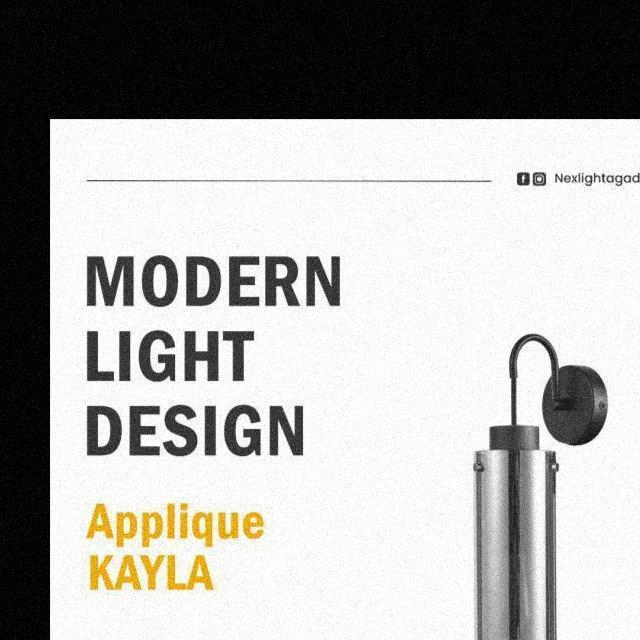 Nexlightagad
MODERN
LIGHT
DESIGN
Applique
KAYLA